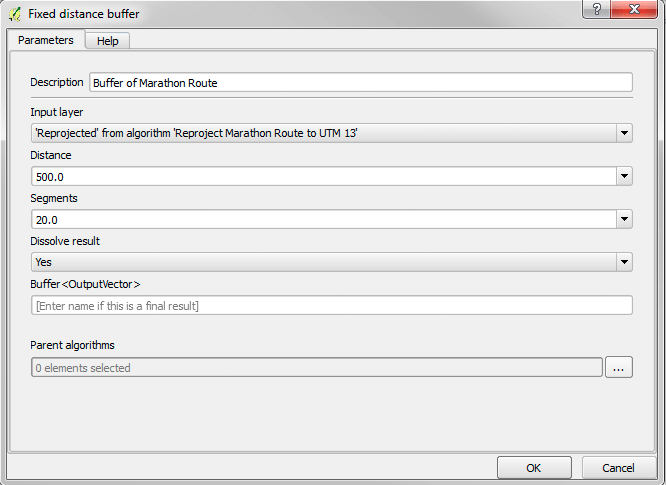 Fixed distance buffer
?
Parameters
Help
Description Buffer of Marathon Route
Input layer
'Reprojected' from algorithm 'Reproject Marathon Route to UTM 13'
Distance
500.0
Segments
20.0
Dissolve result
Yes
Buffer<OutputVector>
[Enter name if this is a final result]
Parent algorithms
0 elements selected
...
OK Cancel